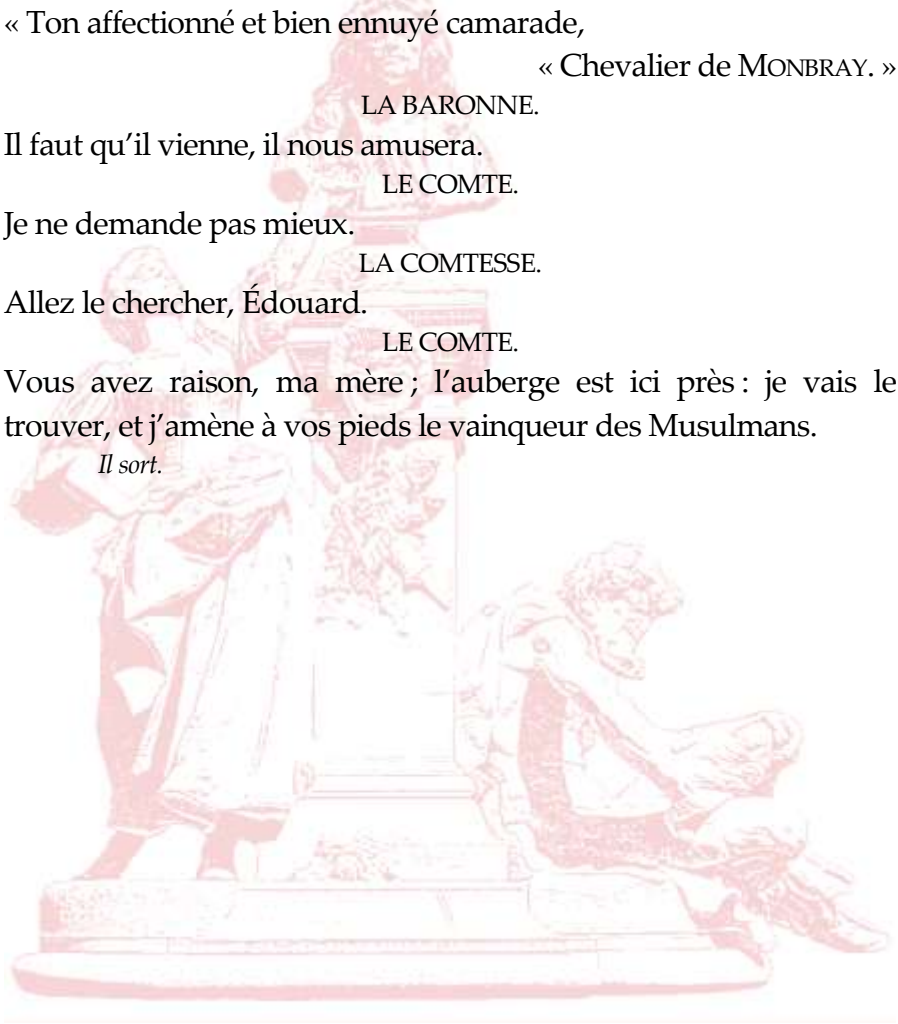 « Ton affectionné et bien ennuyé camarade,
« Chevalier de MONBRAY. »
LA BARONNE.
Il faut qu’il vienne, il nous amusera.
LE COMTE.
Je ne demande pas mieux.
LA COMTESSE.
Allez le chercher, Édouard.
LE COMTE.
Vous avez raison, ma mère ; l’auberge est ici près : je vais le
trouver, et j’amène à vos pieds le vainqueur des Musulmans.
Il sort.